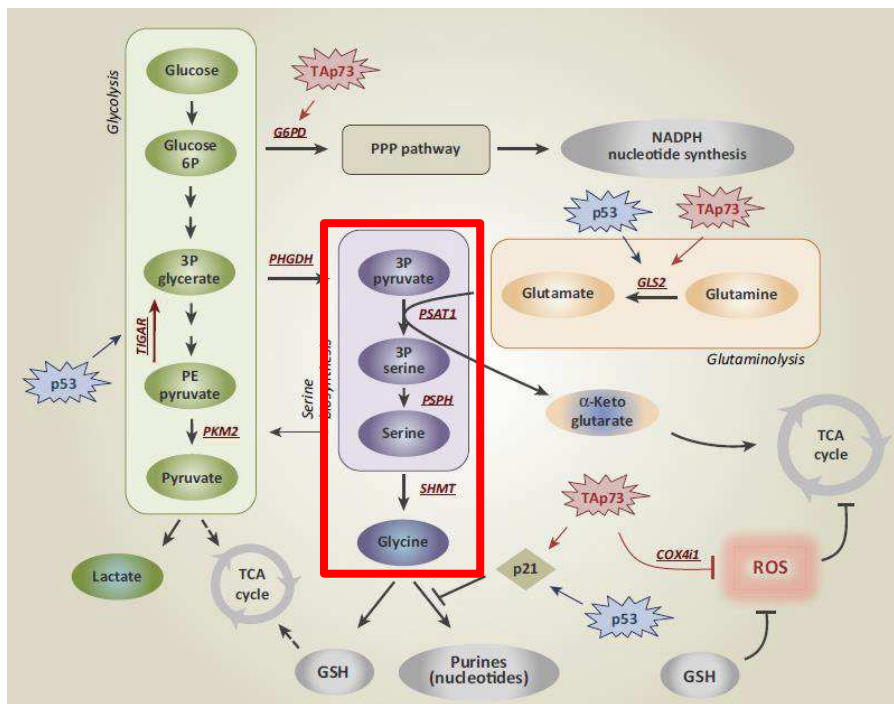 Glycolysis
Glucose
Glucose
6P
3P
glycerate
PE
pyruvate
Pyruvate
TIGAR
PKM2
p53
TAp73
G6PD
PPP pathway
NADPH
nucleotide synthesis
PHGDH
3P
pyruvate
PSAT1
3P
serine
PSPH
Serine
Serine
SHMT
Glycine
p53
TAp73
Glutamate
GLS2
Glutamine
Glutaminolysis
α-Keto
glutarate
TCA
cycle
TAp73
COX4i1
ROS
p21
p53
Lactate
TCA
cycle
GSH
Purines
(nucleotides)
GSH